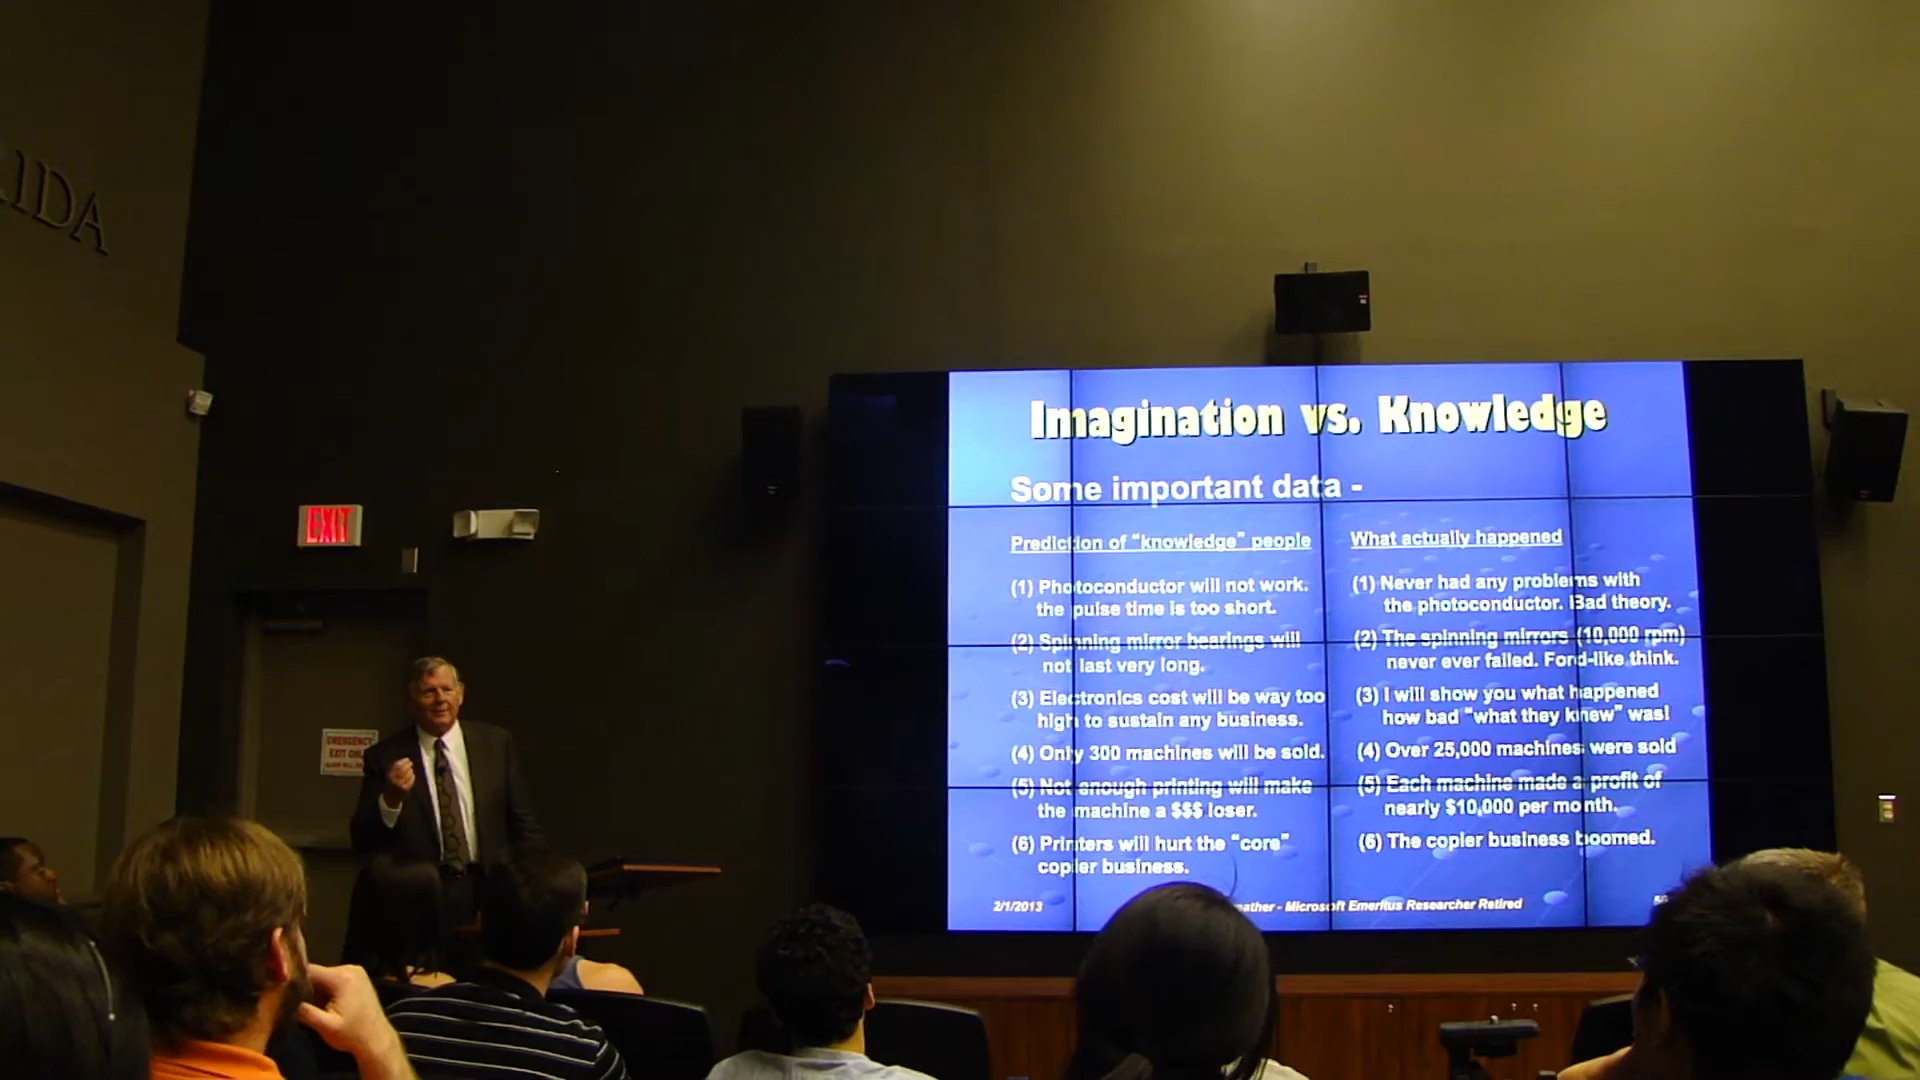 IDA
EXIT
EMERGENCY
EXIT ONLY
Imagination vs. Knowledge
Some important data -
Prediction of "knowledge" people
(1) Photoconductor will not work.
the pulse time is too short.
(2) Spinning mirror bearings will
not last very long.
(3) Electronics cost will be way too
high to sustain any business.
(4) Only 300 machines will be sold.
(5) Not enough printing will make
the machine a $$$ loser.
(6) Printers will hurt the "core"
copier business.
What actually happened
(1) Never had any problems with
the photoconductor. Bad theory.
(2) The spinning mirrors (10,000 rpm)
never ever failed. Ford-like think.
(3) I will show you what happened
how bad "what they knew" was!
(4) Over 25,000 machines were sold
(5) Each machine made a profit of
nearly $10,000 per month.
(6) The copier business boomed.
2/1/2013
eather - Microsoft Emeritus Researcher Retired